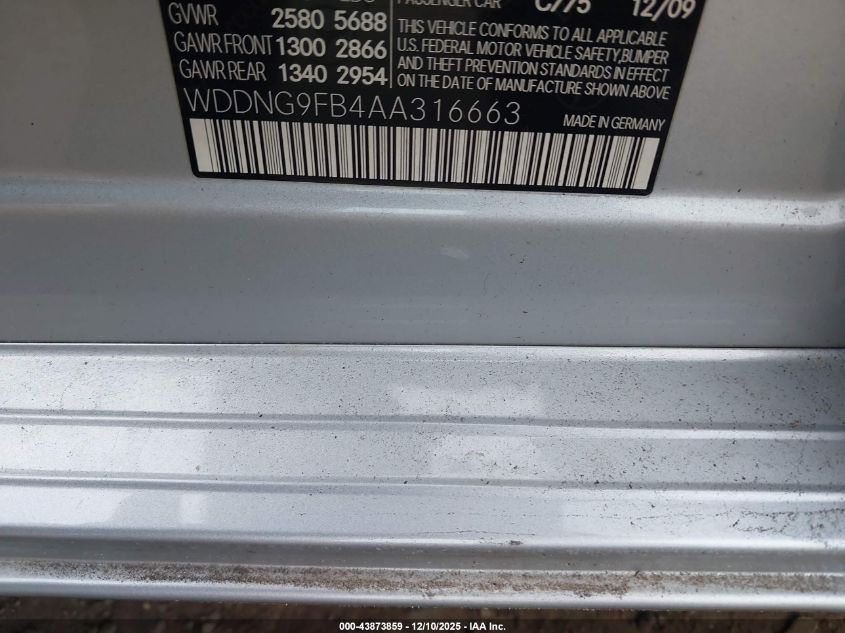 PASSENGER CAR C775 12/09
GVWR 2580 5688
GAWR FRONT 1300 2866
GAWR REAR 1340 2954
THIS VEHICLE CONFORMS TO ALL APPLICABLE
U.S. FEDERAL MOTOR VEHICLE SAFETY,BUMPER
AND THEFT PREVENTION STANDARDS IN EFFECT
ON THE DATE OF MANUFACTURE SHOWN ABOVE
WDDNG9FB4AA316663
MADE IN GERMANY
000-43873859 - 12/10/2025 - IAA Inc.